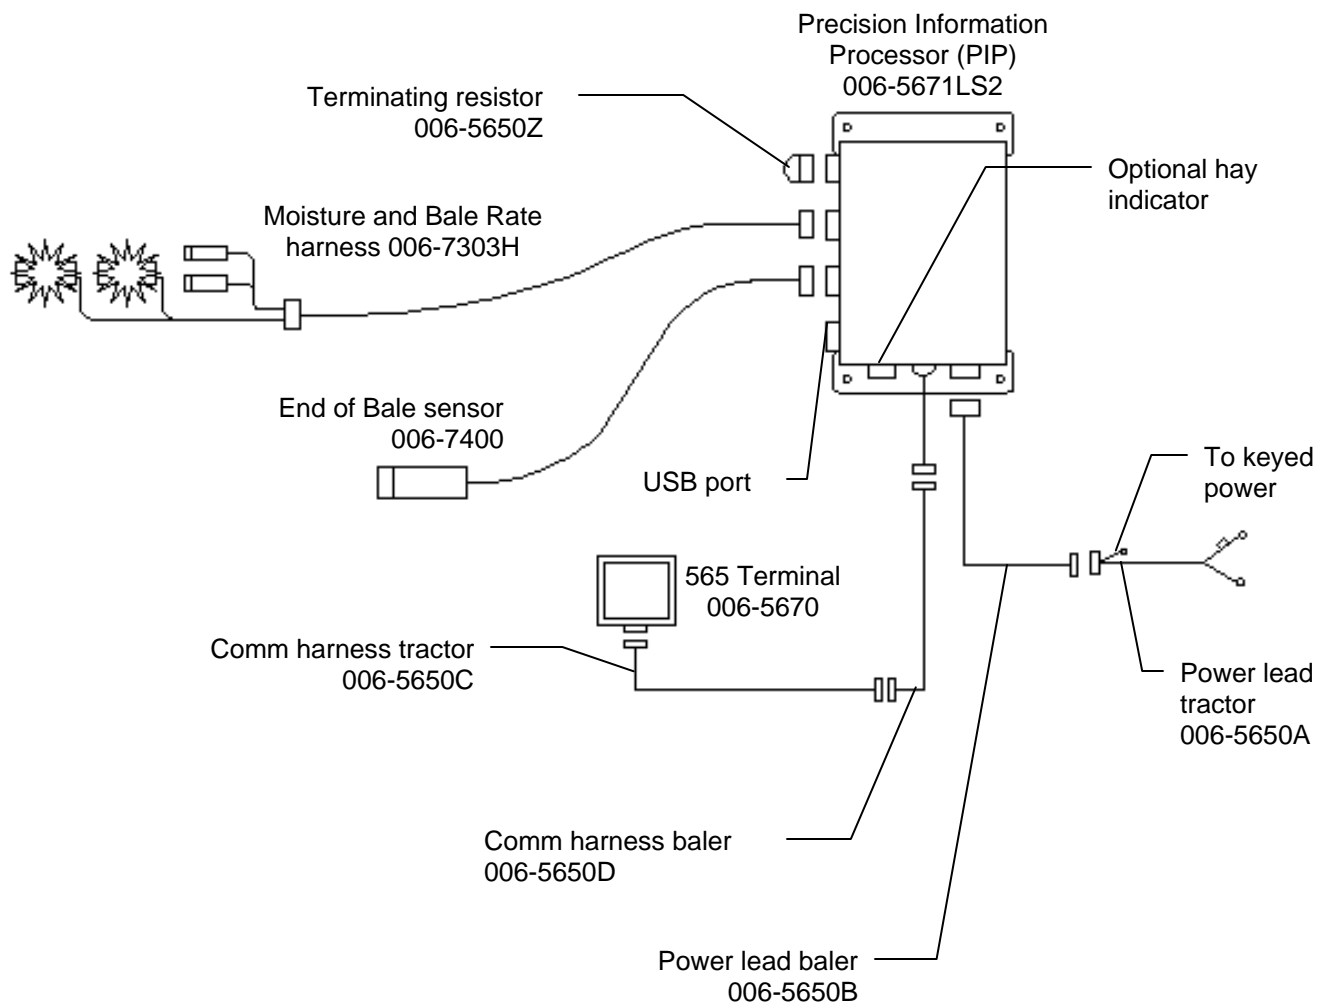 Precision Information
Processor (PIP)
006-5671LS2
Terminating resistor
006-5650Z
Optional hay
indicator
Moisture and Bale Rate
harness 006-7303H
End of Bale sensor
006-7400
USB port
To keyed
power
565 Terminal
006-5670
Comm harness tractor
006-5650C
Power lead
tractor
006-5650A
Comm harness baler
006-5650D
Power lead baler
006-5650B